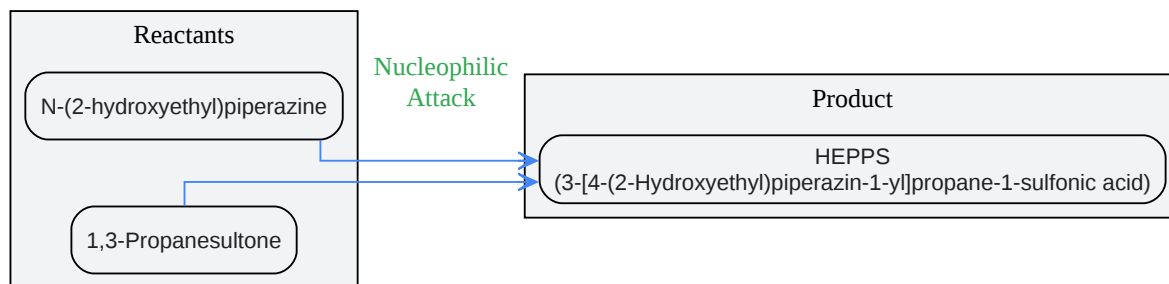 Reactants
N-(2-hydroxyethyl)piperazine
1,3-Propanesultone
Nucleophilic
Attack
Product
HEPPS
(3-[4-(2-Hydroxyethyl)piperazin-1-yl]propane-1-sulfonic acid)